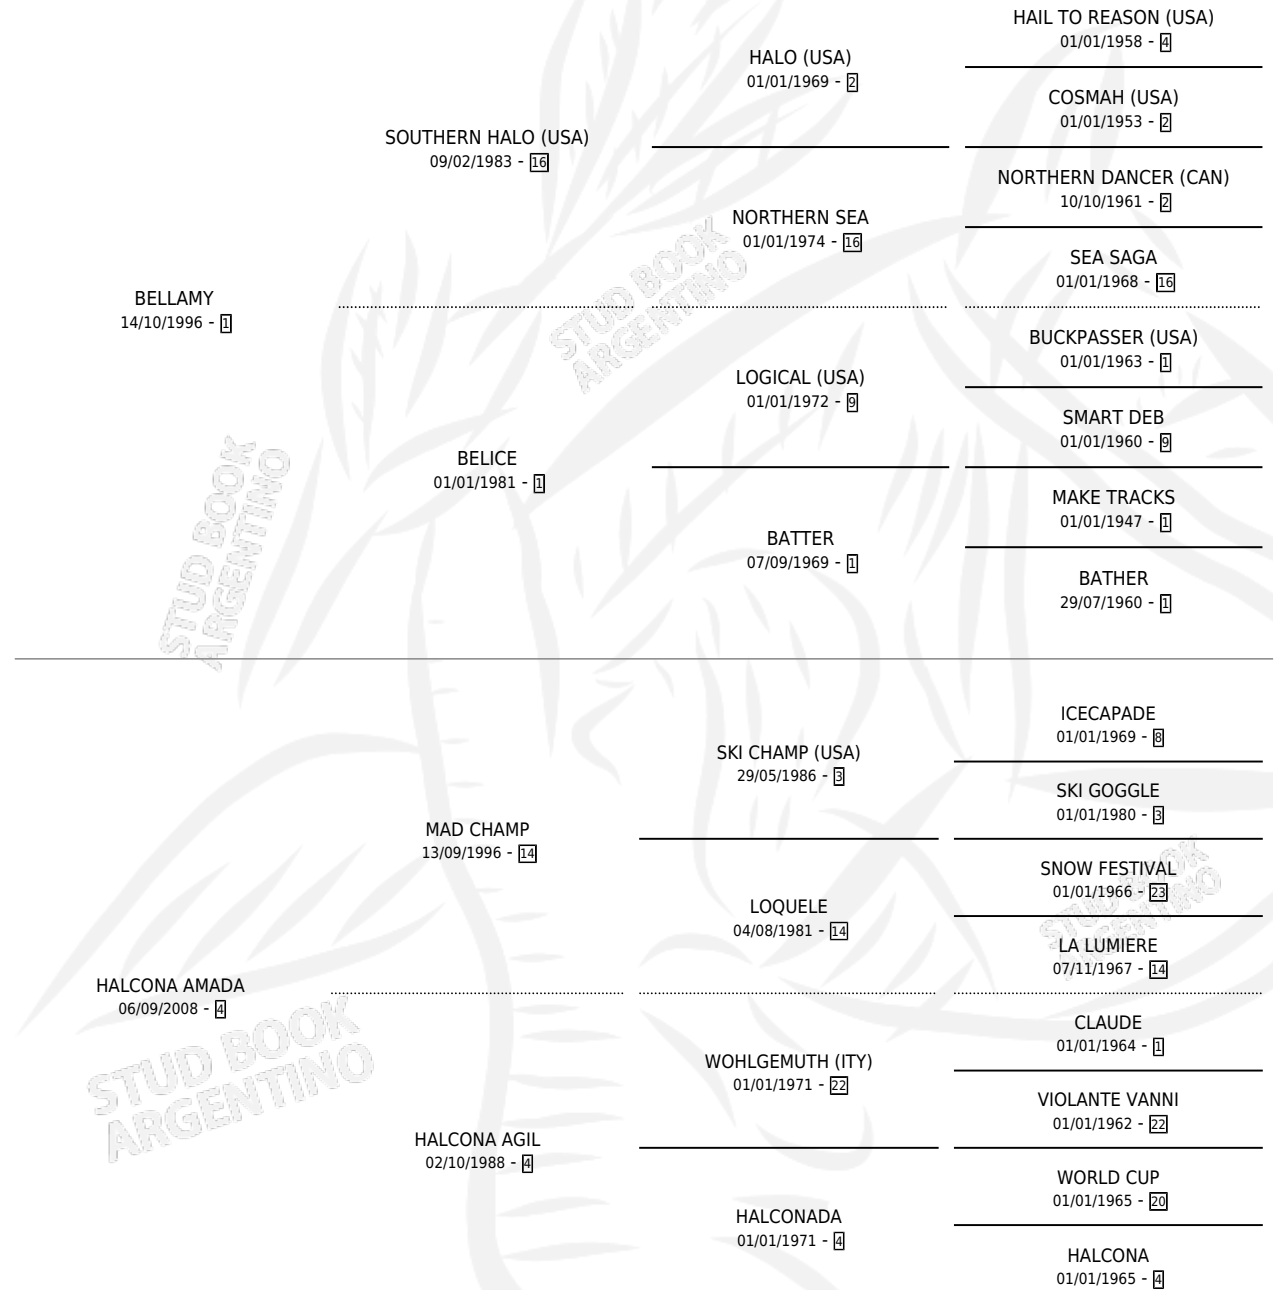 HAIL TO REASON (USA)
01/01/1958 - 4
HALO (USA)
01/01/1969 - 2
COSMAH (USA)
01/01/1953 - 2
SOUTHERN HALO (USA)
09/02/1983 - 16
NORTHERN DANCER (CAN)
10/10/1961 - 2
NORTHERN SEA
01/01/1974 - 16
SEA SAGA
01/01/1968 - 16
BELLAMY
14/10/1996 - 1
STUD BOOK
ARGENTINO
BUCKPASSER (USA)
01/01/1963 - 1
LOGICAL (USA)
01/01/1972 - 9
SMART DEB
01/01/1960 - 9
BELICE
01/01/1981 - 1
MAKE TRACKS
01/01/1947 - 1
BATTER
07/09/1969 - 1
BATHER
29/07/1960 - 1
STUD BOOK
ARGENTINO
ICECAPADE
01/01/1969 - 8
SKI CHAMP (USA)
29/05/1986 - 3
SKI GOGGLE
01/01/1980 - 3
MAD CHAMP
13/09/1996 - 14
SNOW FESTIVAL
01/01/1966 - 23
LOQUELE
04/08/1981 - 14
LA LUMIERE
07/11/1967 - 14
STUD BOOK
ARGENTINO
HALCONA AMADA
06/09/2008 - 4
STUD BOOK
ARGENTINO
CLAUDE
01/01/1964 - 1
WOHLGEMUTH (ITY)
01/01/1971 - 22
VIOLANTE VANNI
01/01/1962 - 22
HALCONA AGIL
02/10/1988 - 4
WORLD CUP
01/01/1965 - 20
HALCONADA
01/01/1971 - 4
HALCONA
01/01/1965 - 4